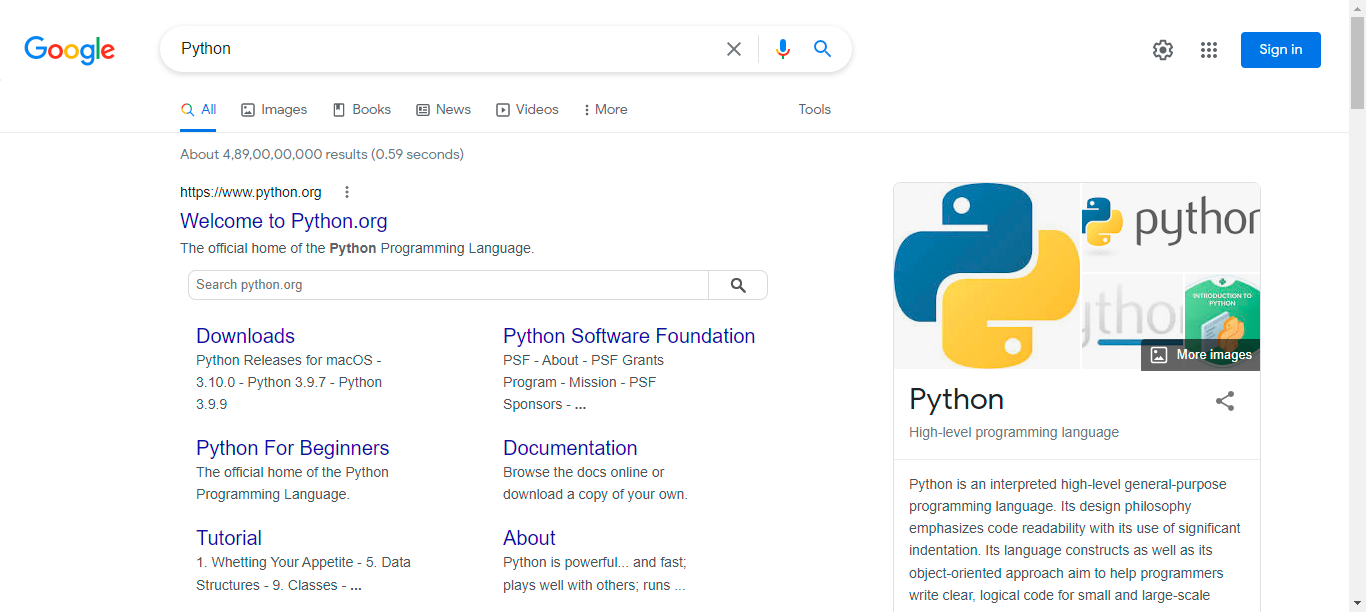 Google
Python
Sign in
All
Images
Books
News
Videos
More
Tools
About 4,89,00,00,000 results (0.59 seconds)
https://www.python.org
Welcome to Python.org
The official home of the Python Programming Language.
Search python.org
Downloads
Python Releases for macOS -
3.10.0 - Python 3.9.7 - Python
3.9.9
Python Software Foundation
PSF - About - PSF Grants
Program - Mission - PSF
Sponsors - ...
Python For Beginners
The official home of the Python
Programming Language.
Documentation
Browse the docs online or
download a copy of your own.
Tutorial
1. Whetting Your Appetite - 5. Data
Structures - 9. Classes - ...
About
Python is powerful... and fast;
plays well with others; runs ...
python
ython
INTRODUCTION TO
PYTHON
More images
Python
High-level programming language
Python is an interpreted high-level general-purpose
programming language. Its design philosophy
emphasizes code readability with its use of significant
indentation. Its language constructs as well as its
object-oriented approach aim to help programmers
write clear, logical code for small and large-scale